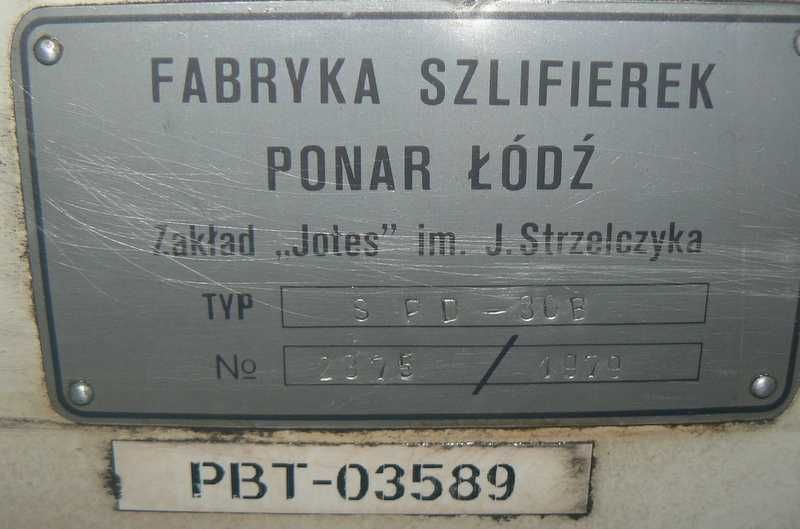 FABRYKA SZLIFIEREK
PONAR ŁÓDŹ
Zakład „Jotes” im. J. Strzelczyka
TYP SPD-30B
№ 2375 / 1979
PBT-03589